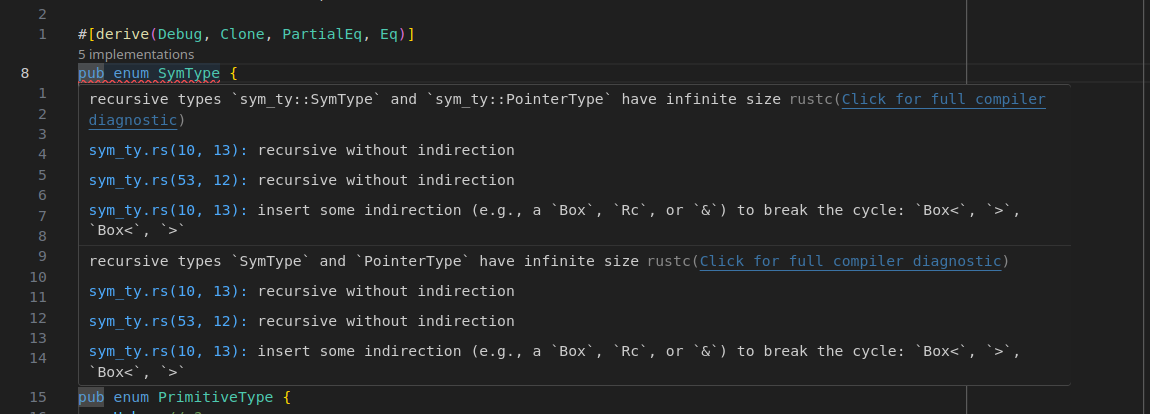 2
1 #[derive(Debug, Clone, PartialEq, Eq)]
5 implementations
8 pub enum SymType {
1 recursive types `sym_ty::SymType` and `sym_ty::PointerType` have infinite size rustc(Click for full compiler
2 diagnostic)
3
4 sym_ty.rs(10, 13): recursive without indirection
5 sym_ty.rs(53, 12): recursive without indirection
6
7 sym_ty.rs(10, 13): insert some indirection (e.g., a `Box`, `Rc`, or `&`) to break the cycle: `Box<`, `>`,
8 `Box<`, `>`
9 recursive types `SymType` and `PointerType` have infinite size rustc(Click for full compiler diagnostic)
10
11 sym_ty.rs(10, 13): recursive without indirection
12 sym_ty.rs(53, 12): recursive without indirection
13
14 sym_ty.rs(10, 13): insert some indirection (e.g., a `Box`, `Rc`, or `&`) to break the cycle: `Box<`, `>`,
`Box<`, `>`
15 pub enum PrimitiveType {